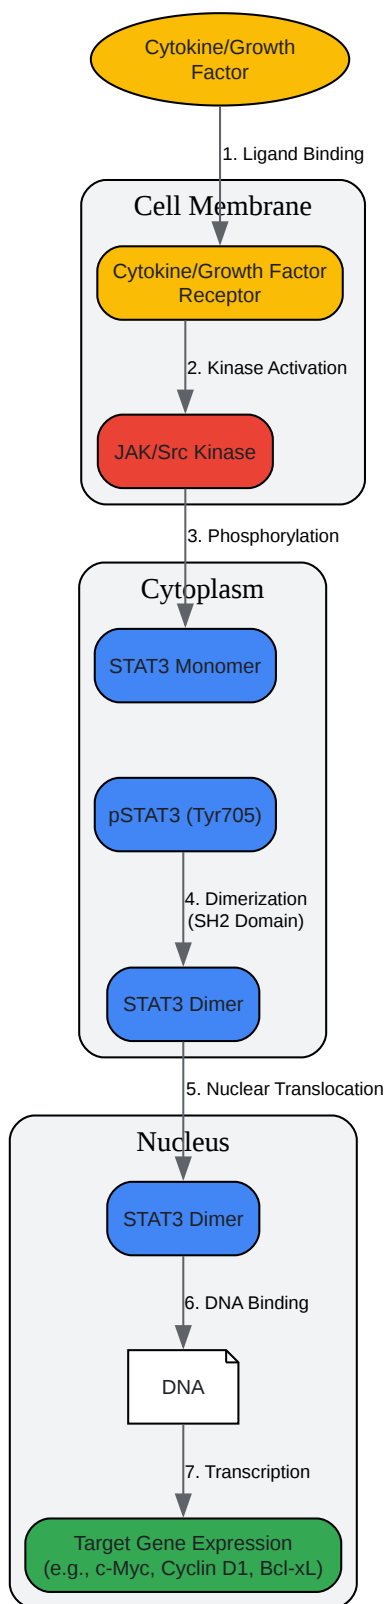 Cytokine/Growth
Factor
1. Ligand Binding
Cell Membrane
Cytokine/Growth Factor
Receptor
2. Kinase Activation
JAK/Src Kinase
3. Phosphorylation
Cytoplasm
STAT3 Monomer
pSTAT3 (Tyr705)
4. Dimerization
(SH2 Domain)
STAT3 Dimer
5. Nuclear Translocation
Nucleus
STAT3 Dimer
6. DNA Binding
DNA
7. Transcription
Target Gene Expression
(e.g., c-Myc, Cyclin D1, Bcl-xL)